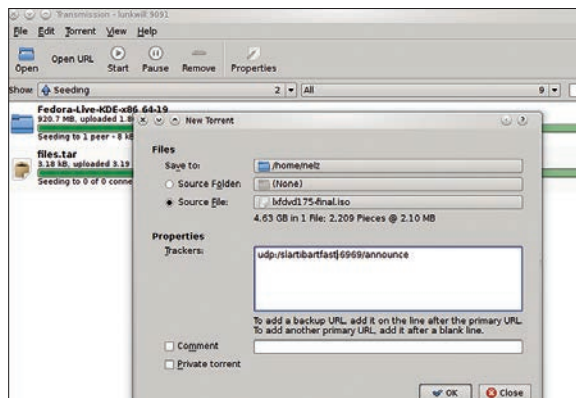 Transmission - lunkwill:9091
File Edit Torrent View Help
Open Open URL Start Pause Remove Properties
Show: Seeding 2 All 9
Fedora-Live-KDE-x86_64-19
920.7 MB, uploaded 1.8
Seeding to 1 peer - 8 kB
files.tar
3.18 kB, uploaded 3.19
Seeding to 0 of 0 conne
New Torrent
Files
Save to: /home/nelz
Source Folder: (None)
Source File: lxfdvd175-final.iso
4.63 GB in 1 File; 2,209 Pieces @ 2.10 MB
Properties
Trackers:
udp:/slartibartfast:6969/announce
To add a backup URL, add it on the line after the primary URL.
To add another primary URL, add it after a blank line.
Comment
Private torrent
OK Close